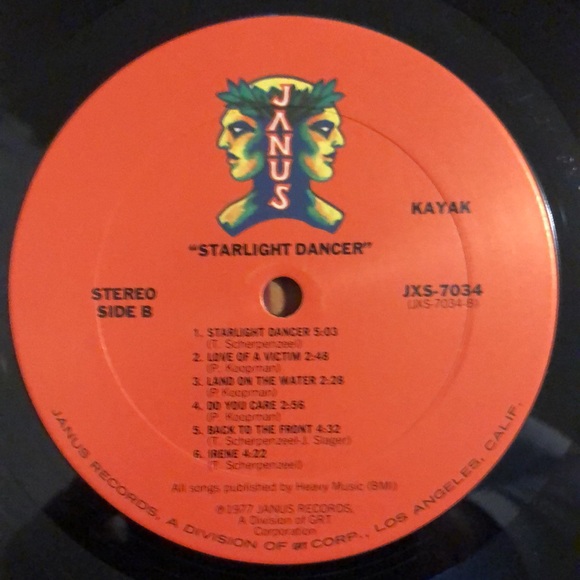 JANUS
KAYAK
"STARLIGHT DANCER"
STEREO
SIDE B
JXS-7034
(JXS-7034-B)
1. STARLIGHT DANCER 5:03
(T. Scherpenzeel)
2. LOVE OF A VICTIM 2:48
(P. Koopman)
3. LAND ON THE WATER 2:28
(P. Koopman)
4. DO YOU CARE 2:56
(P. Koopman)
5. BACK TO THE FRONT 4:32
(T. Scherpenzeel-J. Slager)
6. IRENE 4:22
(T. Scherpenzeel)
All songs published by Heavy Music (BMI)
℗1977 JANUS RECORDS,
A Division of GRT
Corporation
JANUS RECORDS, A DIVISION OF GRT CORP., LOS ANGELES, CALIF.